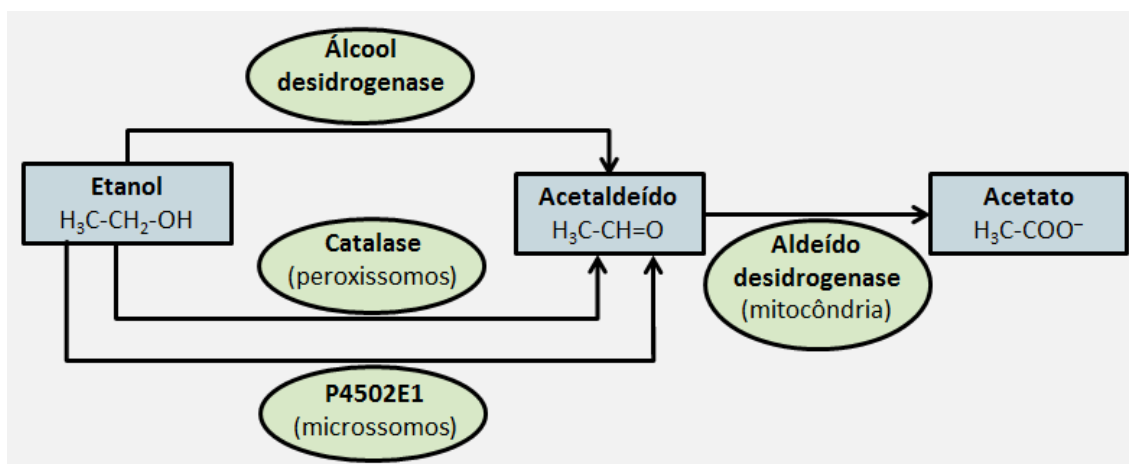 Álcool
desidrogenase
Etanol
H₃C-CH₂-OH
Acetaldeído
H₃C-CH=O
Acetato
H₃C-COO⁻
Catalase
(peroxissomos)
Aldeído
desidrogenase
(mitocôndria)
P4502E1
(microssomos)